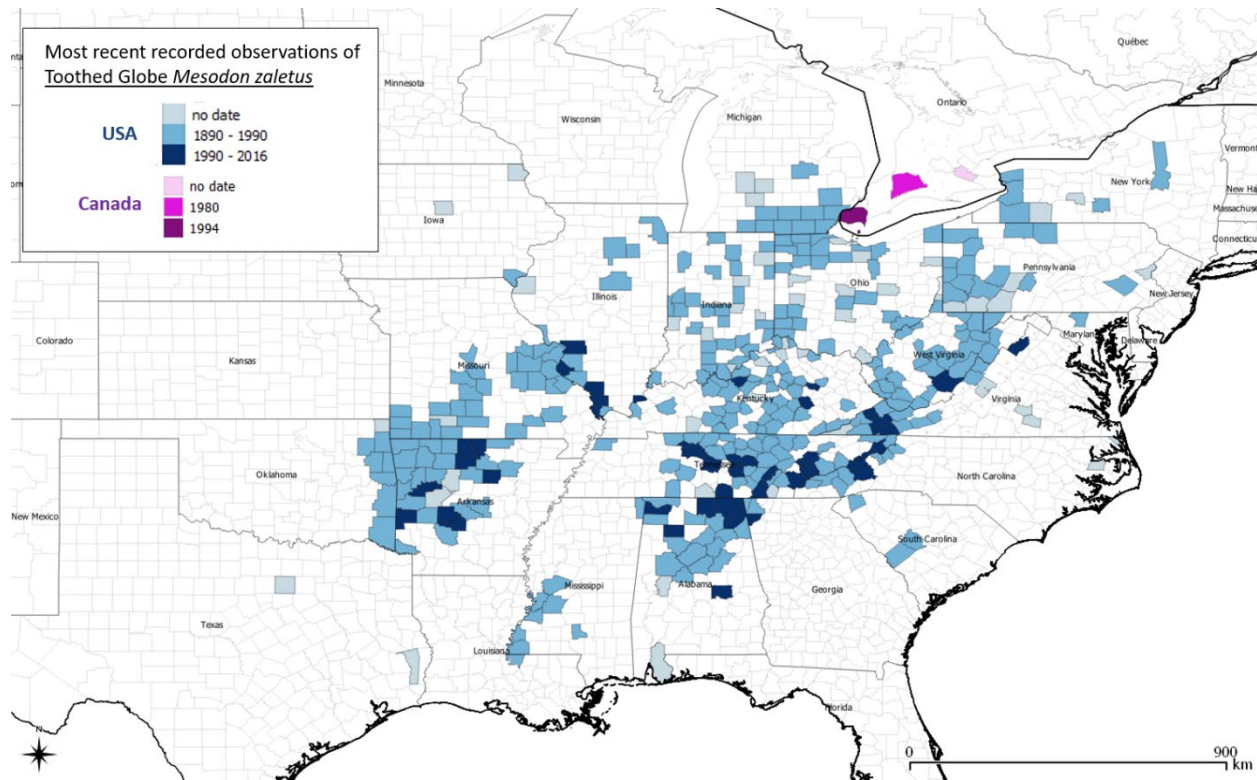 Most recent recorded observations of
Toothed Globe Mesodon zaletus
USA
no date
1890 - 1990
1990 - 2016
Canada
no date
1980
1994
Québec
Minnesota
Ontario
Wisconsin
Michigan
Vermont
New York
New Ha
Iowa
Massachuse
Connecticu
Pennsylvania
Illinois
Indiana
Ohio
New Jersey
Maryland
Delaware
Colorado
Kansas
Missouri
West Virginia
Kentucky
Virginia
Oklahoma
Tennessee
North Carolina
New Mexico
Arkansas
South Carolina
Mississippi
Alabama
Georgia
Texas
Louisiana
Florida
N
0
900
km